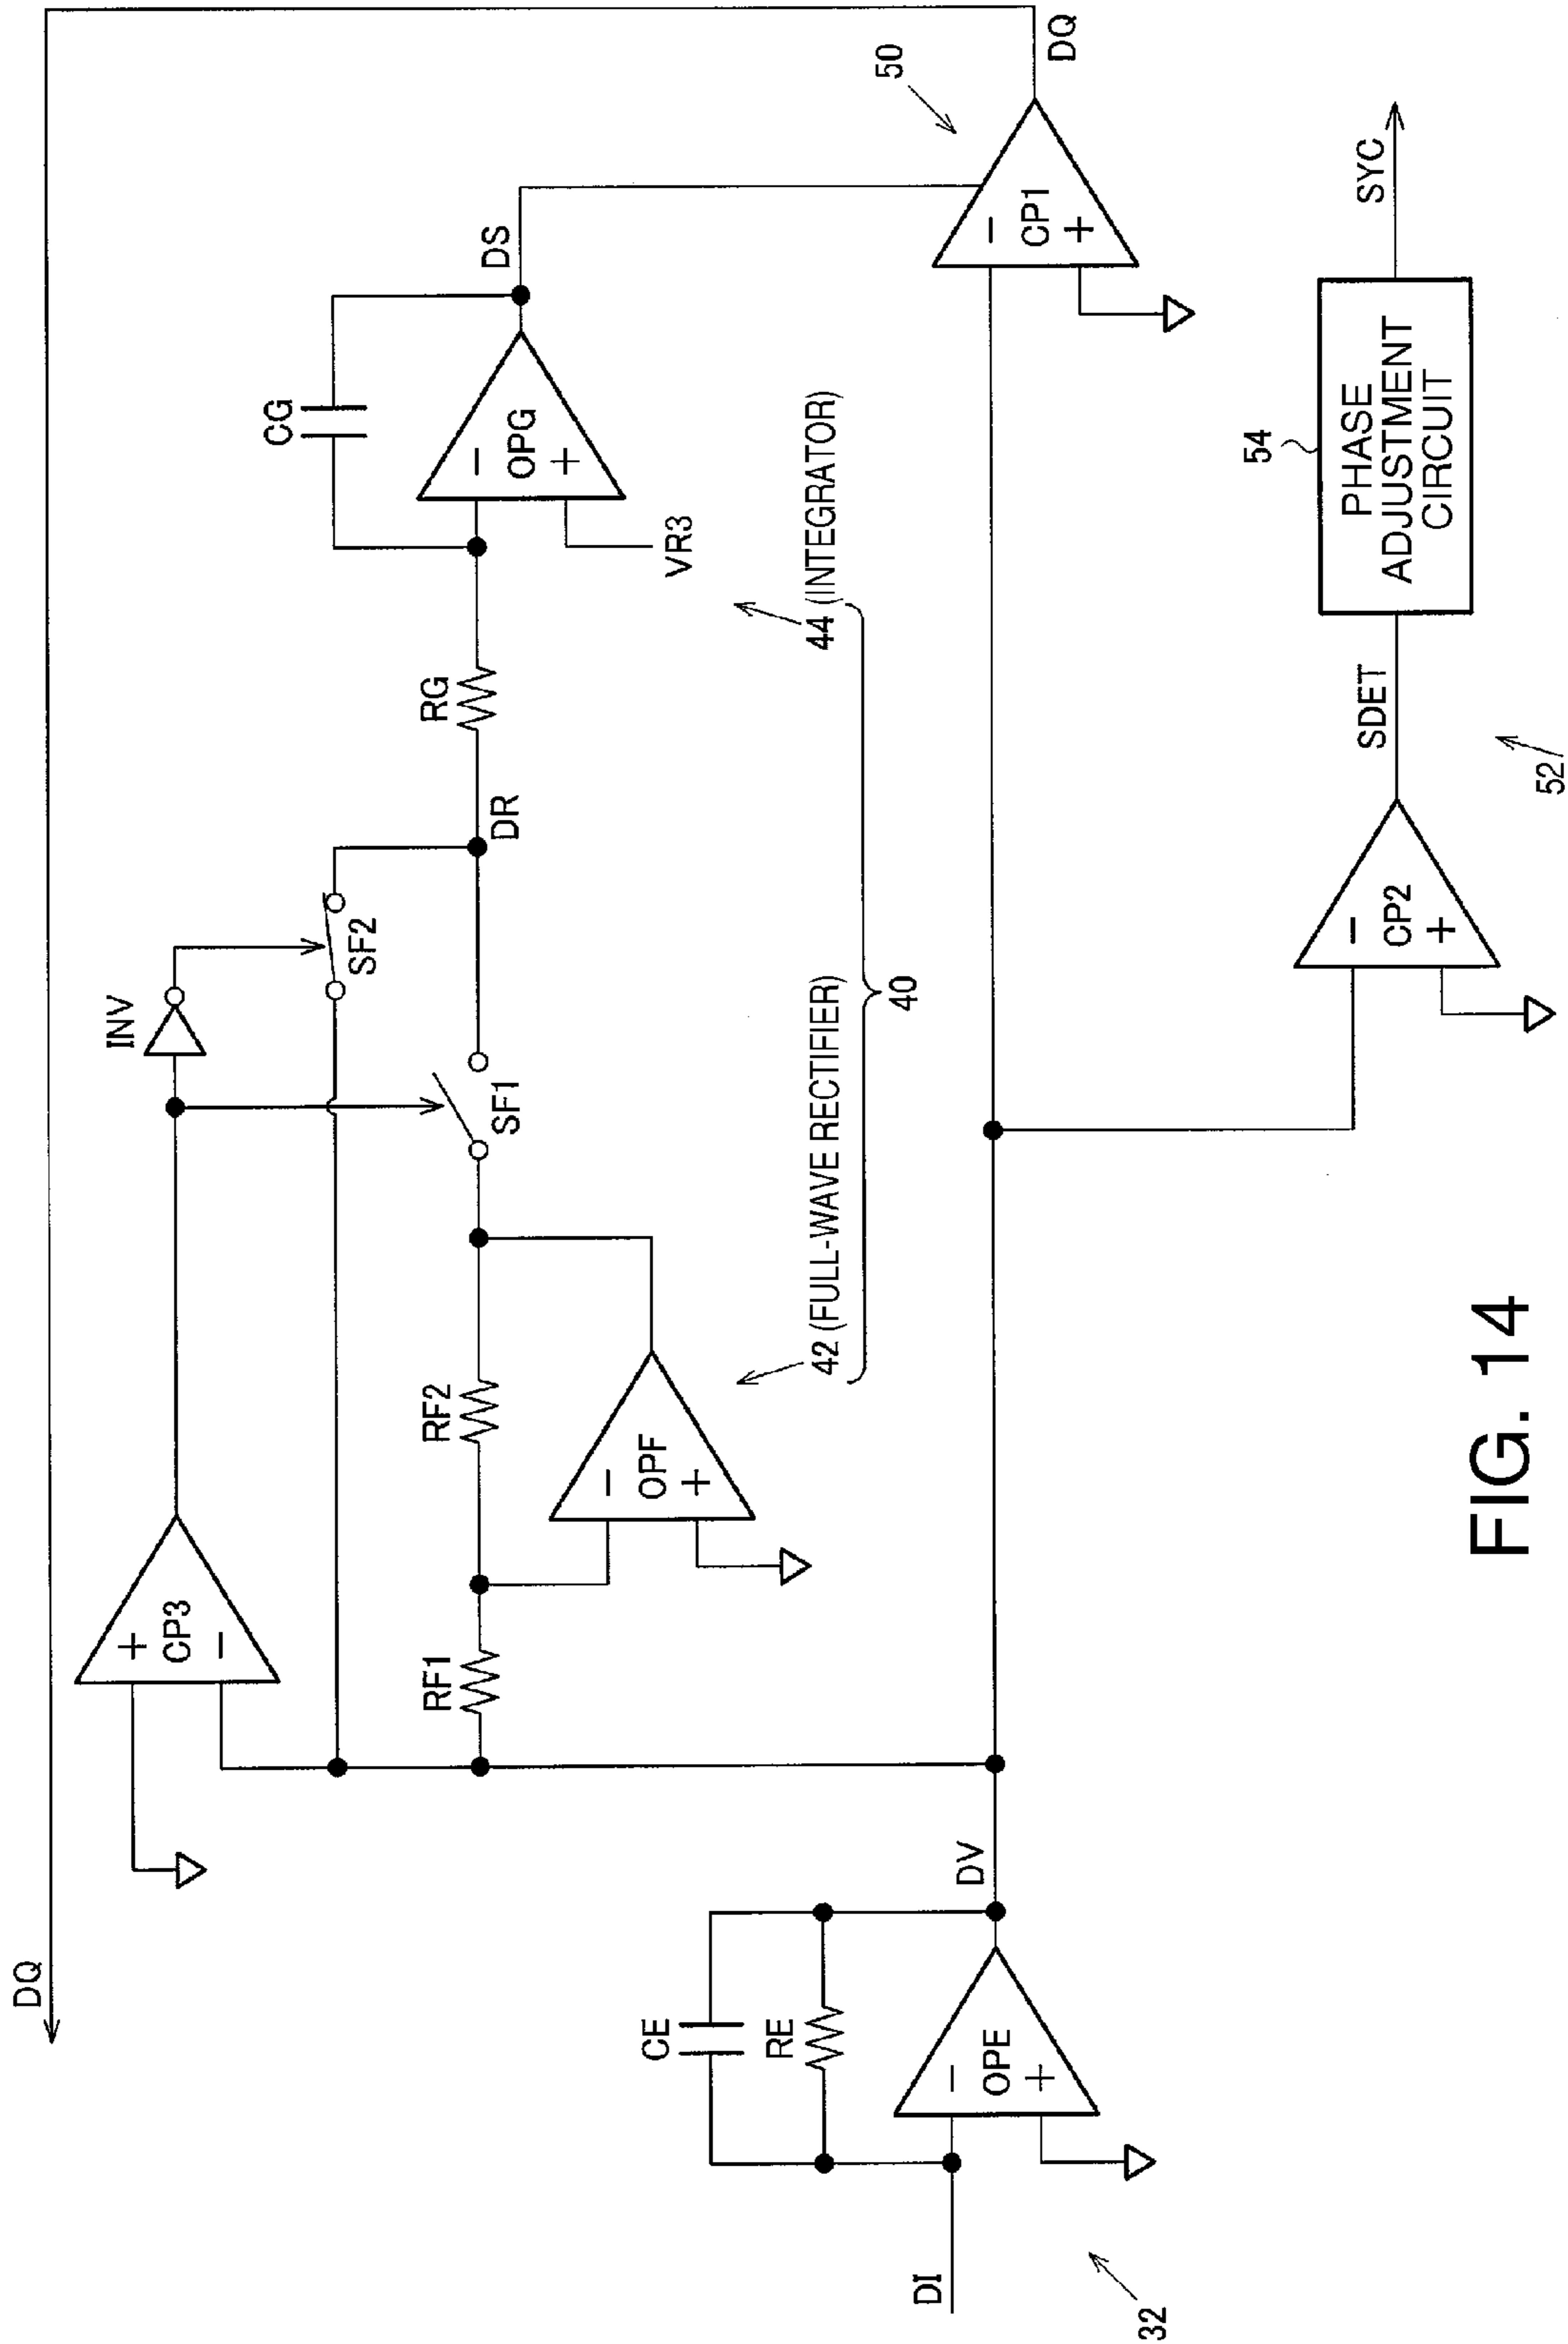 DQ
DI
32
CE
RE
OPE
−
+
DV
CP3
+
−
RF1
RF2
OPF
−
+
INV
SF1
SF2
DR
42 (FULL-WAVE RECTIFIER)
44 (INTEGRATOR)
40
RG
CG
OPG
−
+
VR3
DS
50
CP1
−
+
DQ
CP2
−
+
52
SDET
54
PHASE
ADJUSTMENT
CIRCUIT
SYC
FIG. 14